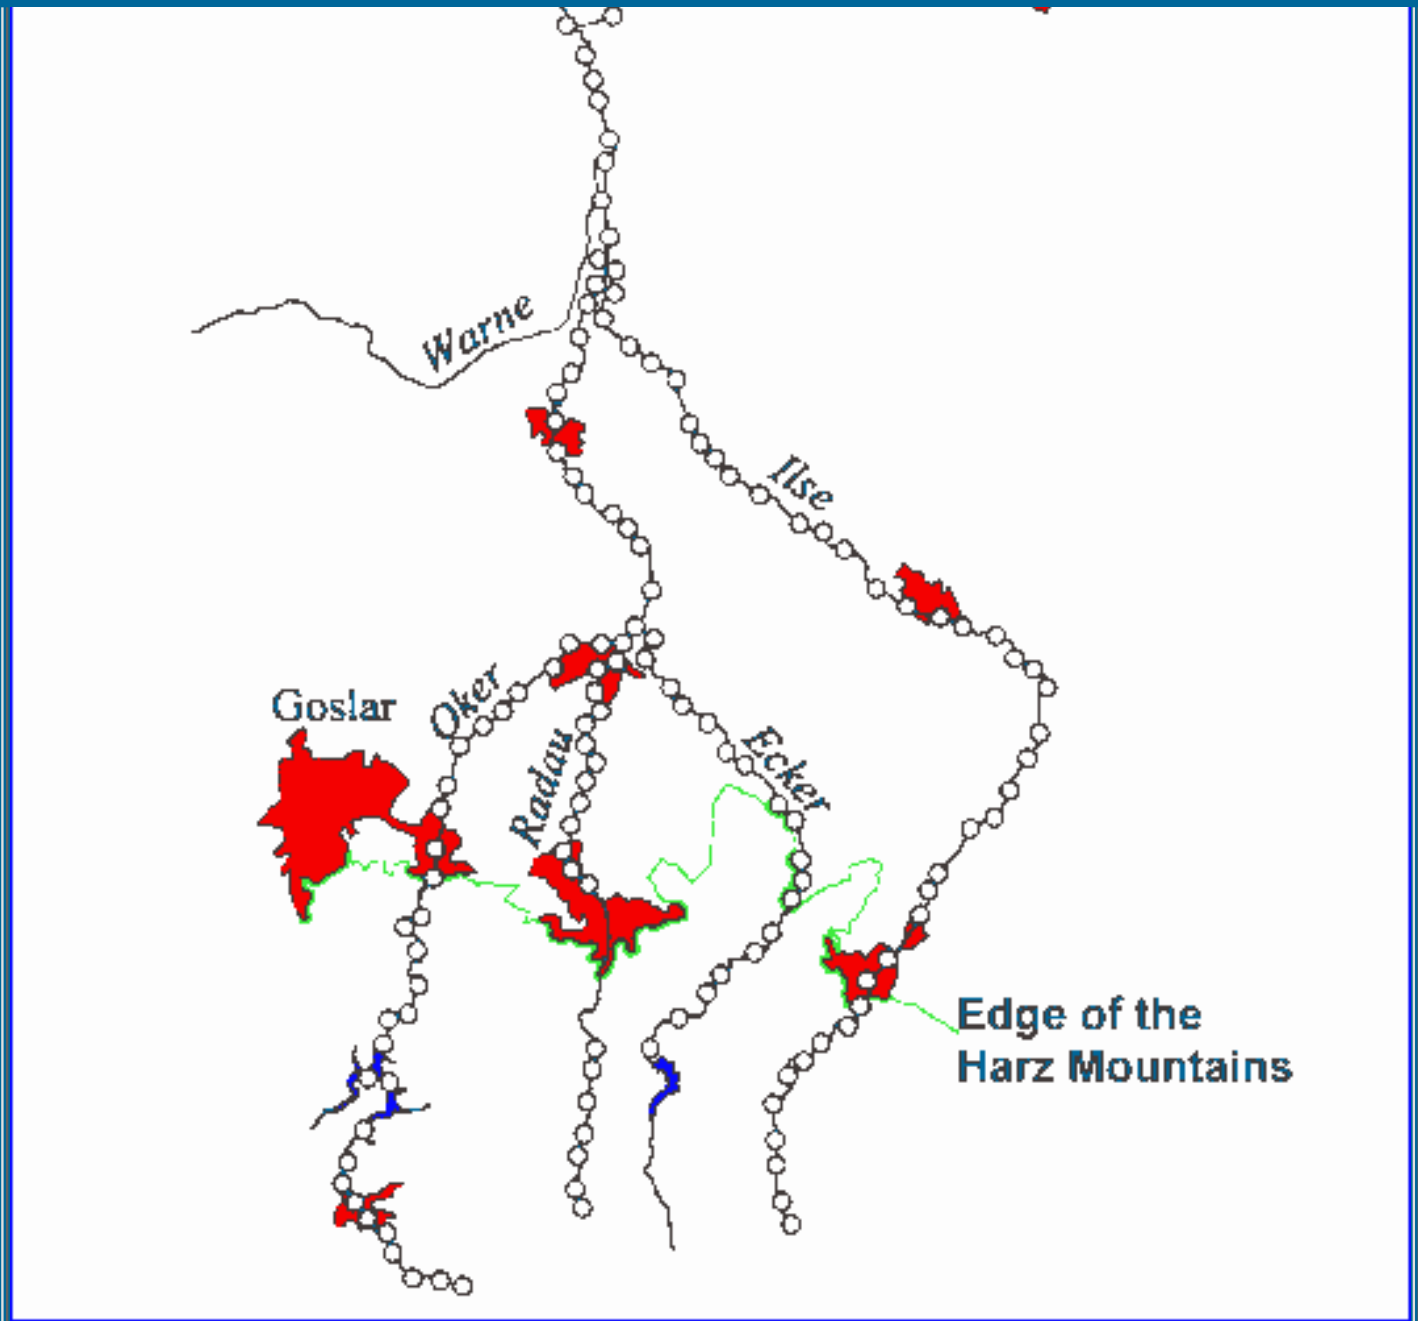 Warne
Ilse
Goslar
Oker
Radau
Ecker
Edge of the
Harz Mountains